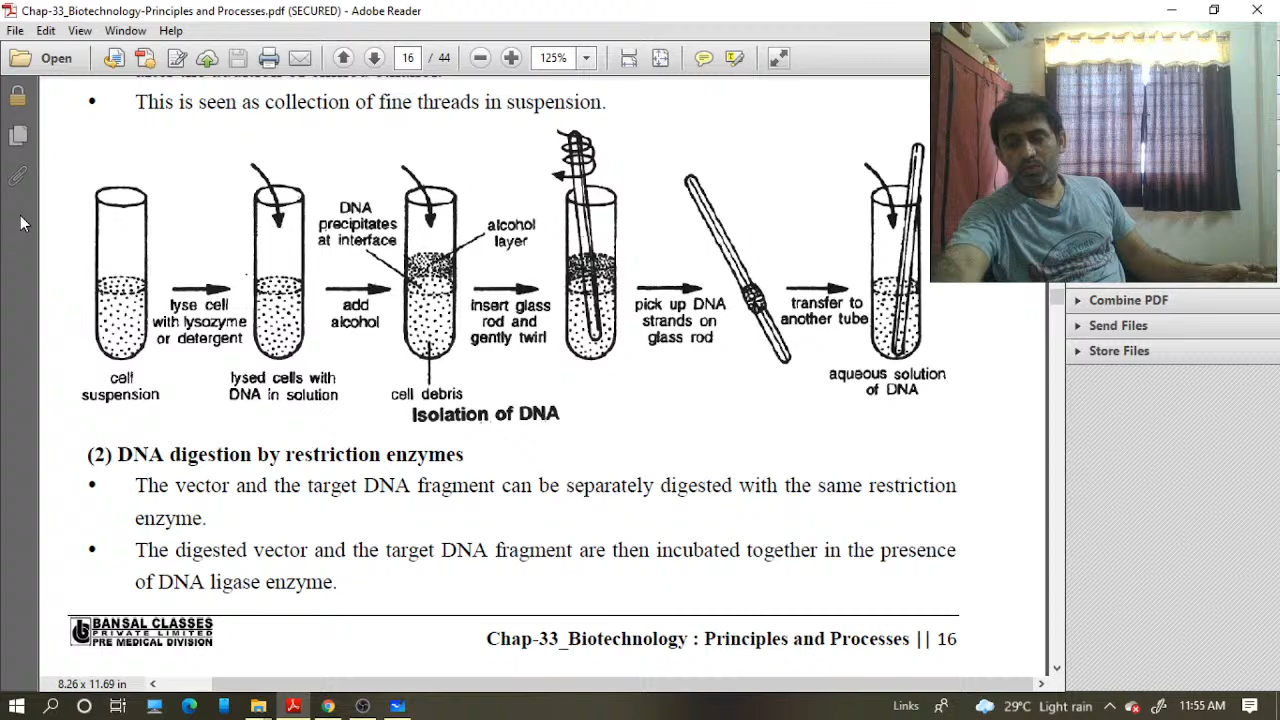 Chap-33_Biotechnology-Principles and Processes.pdf (SECURED) - Adobe Reader
File Edit View Window Help
Open 16 / 44 125%
• This is seen as collection of fine threads in suspension.
DNA
precipitates
at interface
alcohol
layer
lyse cell
with lysozyme
or detergent
add
alcohol
insert glass
rod and
gently twirl
pick up DNA
strands on
glass rod
transfer to
another tube
cell
suspension
lysed cells with
DNA in solution
cell debris
aqueous solution
of DNA
Isolation of DNA
(2) DNA digestion by restriction enzymes
• The vector and the target DNA fragment can be separately digested with the same restriction
enzyme.
• The digested vector and the target DNA fragment are then incubated together in the presence
of DNA ligase enzyme.
BANSAL CLASSES
PRIVATE LIMITED
PRE MEDICAL DIVISION
Chap-33_Biotechnology : Principles and Processes || 16
Combine PDF
Send Files
Store Files
8.26 x 11.69 in
Links
29°C Light rain
11:55 AM